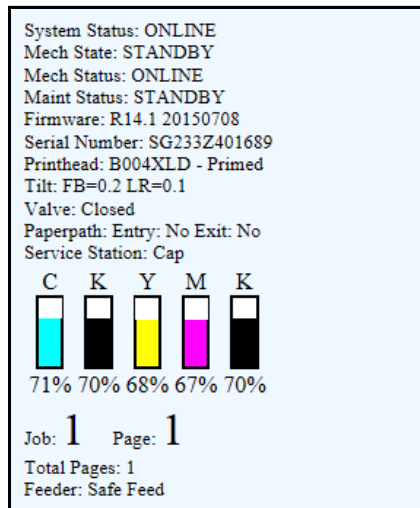 System Status: ONLINE
Mech State: STANDBY
Mech Status: ONLINE
Maint Status: STANDBY
Firmware: R14.1 20150708
Serial Number: SG233Z401689
Printhead: B004XLD - Primed
Tilt: FB=0.2 LR=0.1
Valve: Closed
Paperpath: Entry: No Exit: No
Service Station: Cap
C K Y M K
71% 70% 68% 67% 70%
Job: 1 Page: 1
Total Pages: 1
Feeder: Safe Feed